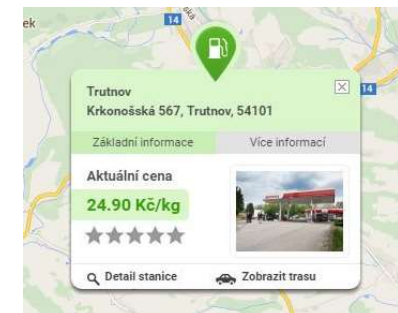 ek
14
ská
Trutnov
14
Krkonošská 567, Trutnov, 54101
Základní informace
Více informací
Aktuální cena
24.90 Kč/kg
Detail stanice
Zobrazit trasu